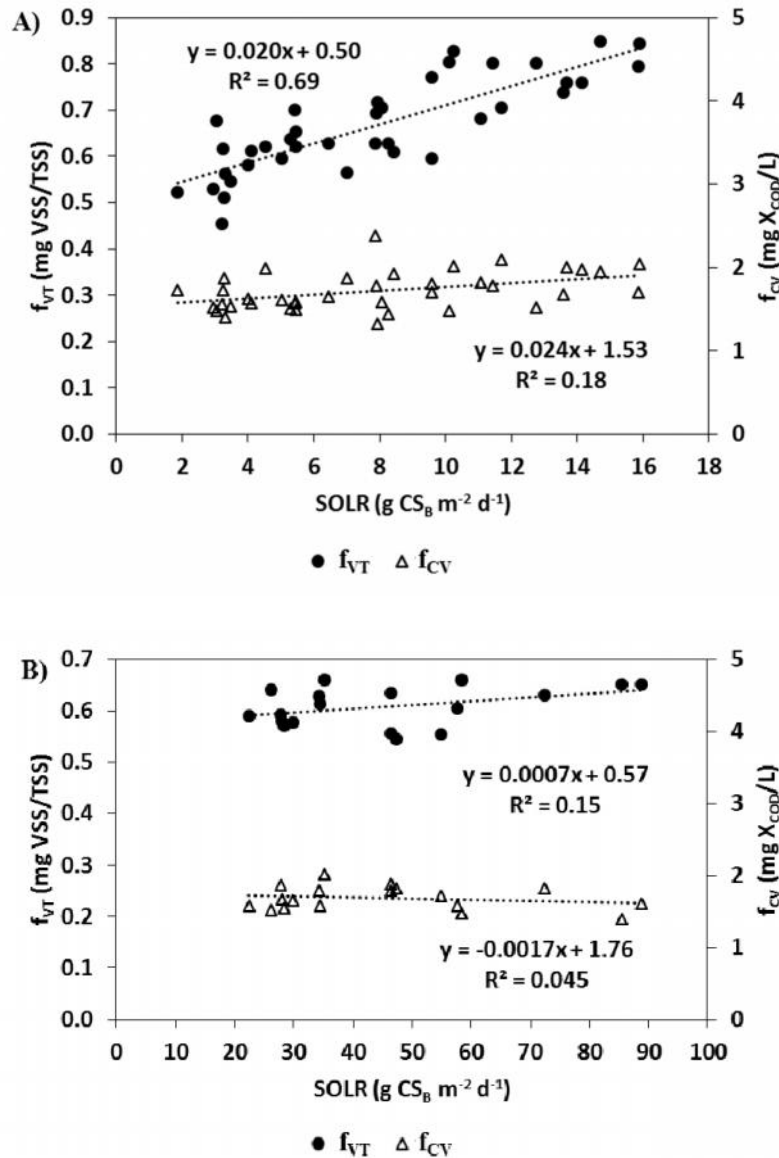 A)
y = 0.020x + 0.50
R² = 0.69
y = 0.024x + 1.53
R² = 0.18
0.9
0.8
0.7
0.6
0.5
0.4
0.3
0.2
0.1
0.0
5
4
3
2
1
0
f_VT (mg VSS/TSS)
f_CV (mg X_COD/L)
0 2 4 6 8 10 12 14 16 18
SOLR (g CS_B m⁻² d⁻¹)
f_VT f_CV
B)
y = 0.0007x + 0.57
R² = 0.15
y = -0.0017x + 1.76
R² = 0.045
0.7
0.6
0.5
0.4
0.3
0.2
0.1
0.0
5
4
3
2
1
0
f_VT (mg VSS/TSS)
f_CV (mg X_COD/L)
0 10 20 30 40 50 60 70 80 90 100
SOLR (g CS_B m⁻² d⁻¹)
f_VT f_CV